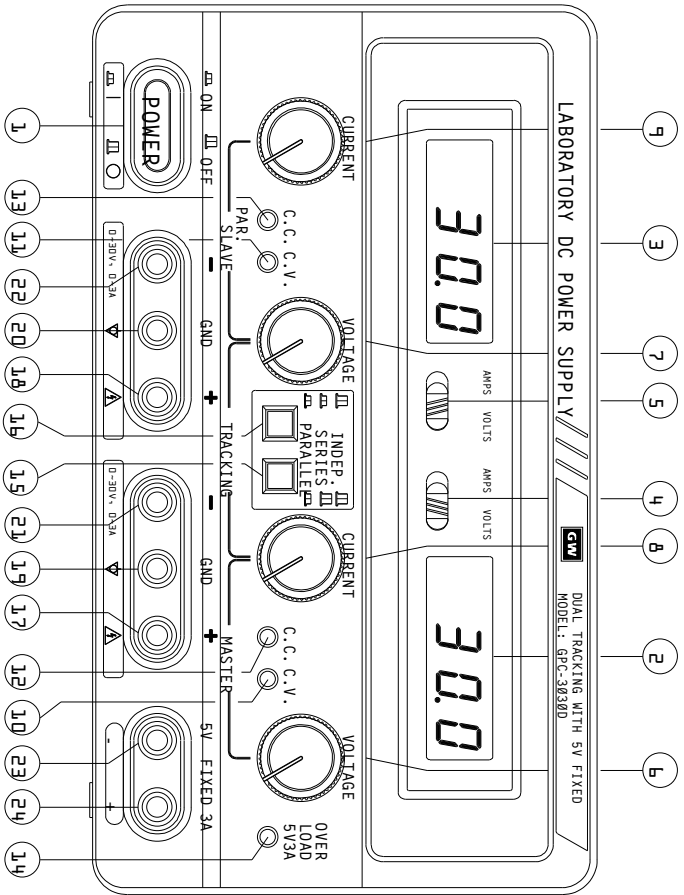 LABORATORY DC POWER SUPPLY
GW
DUAL TRACKING WITH 5V FIXED
MODEL: GPC-3030D
30.0
AMPS VOLTS
AMPS VOLTS
30.0
CURRENT
VOLTAGE
INDEP.
SERIES
PARALLEL
CURRENT
VOLTAGE
OVER
LOAD
5V3A
C.C. C.V.
PAR.
C.C. C.V.
SLAVE
TRACKING
MASTER
ON OFF
POWER
- GND +
0-30V, 0-3A
- GND +
0-30V, 0-3A
5V FIXED 3A
- +
9
3
7
5
4
8
2
6
1
13
11
22
20
18
16
15
21
19
17
12
10
23
24
14